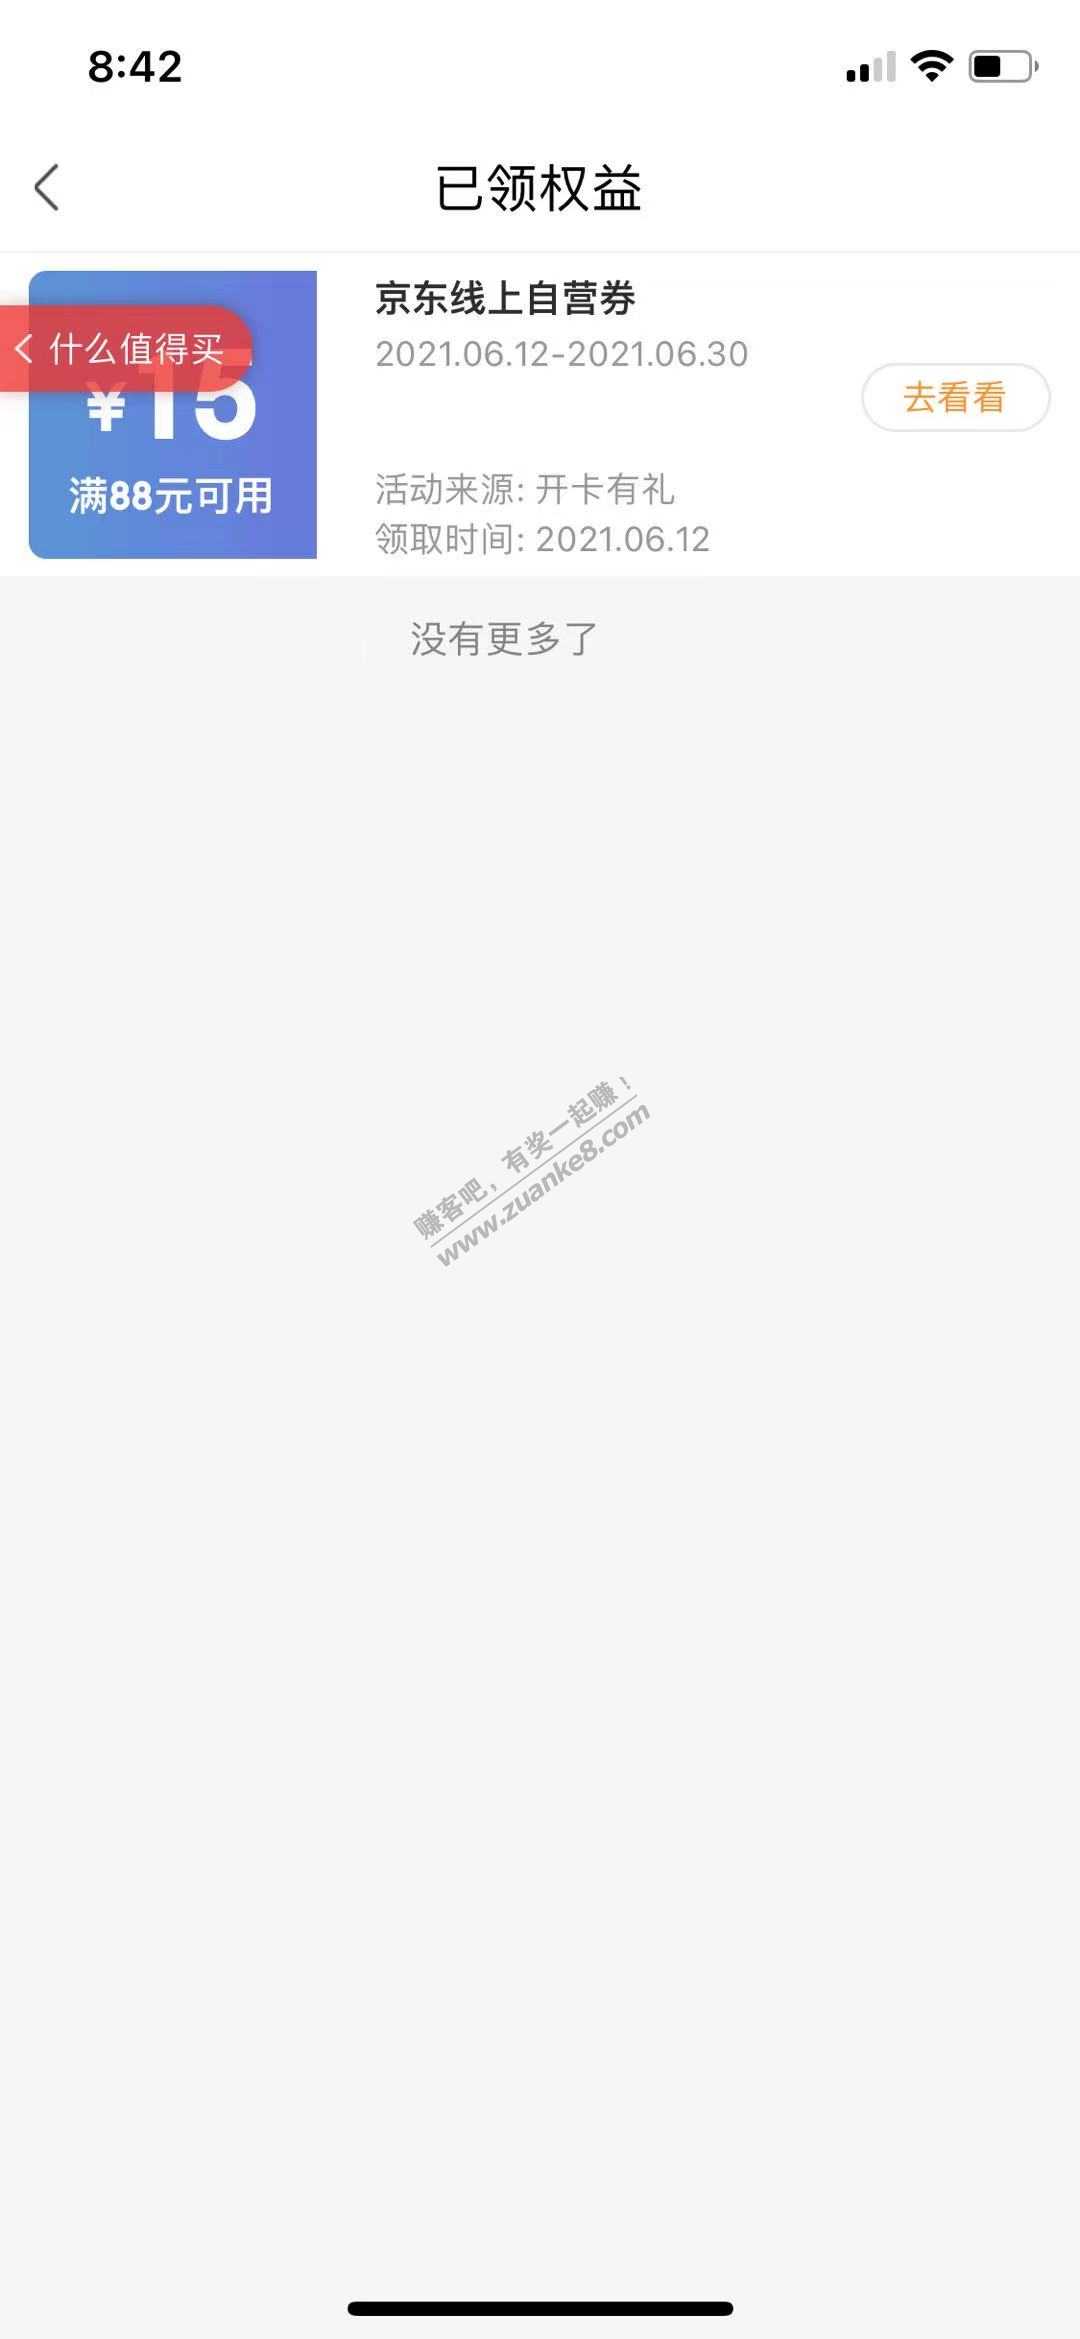 8:42
已领权益
什么值得买
¥15
满88元可用
京东线上自营券
2021.06.12-2021.06.30
去看看
活动来源: 开卡有礼
领取时间: 2021.06.12
没有更多了
赚客吧，有奖一起赚！
www.zuanke8.com